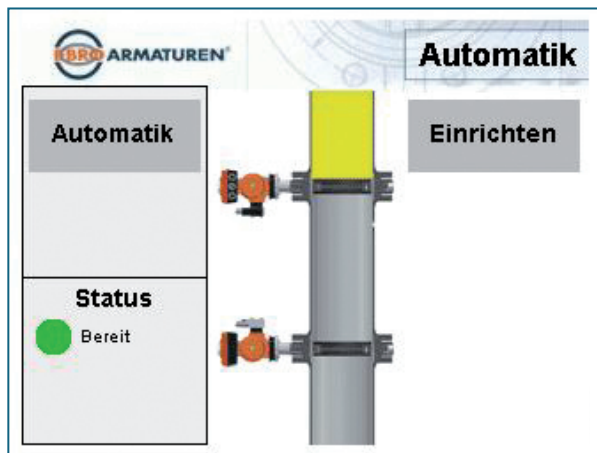 EBRO ARMATUREN®
Automatik
Automatik
Einrichten
Status
Bereit